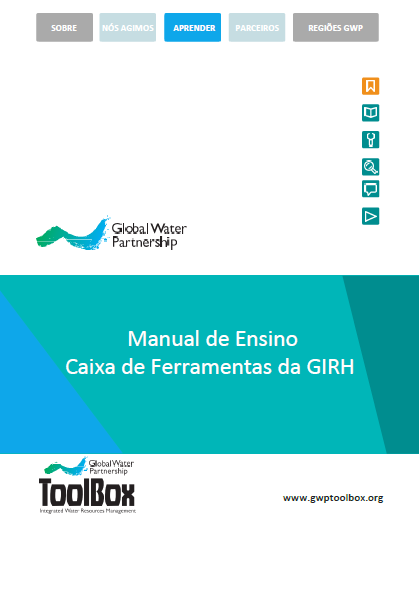 SOBRE
NÓS AGIMOS
APRENDER
PARCEIROS
REGIÕES GWP
Global Water
Partnership
Manual de Ensino
Caixa de Ferramentas da GIRH
Global Water
Partnership
ToolBox
Integrated Water Resources Management
www.gwptoolbox.org